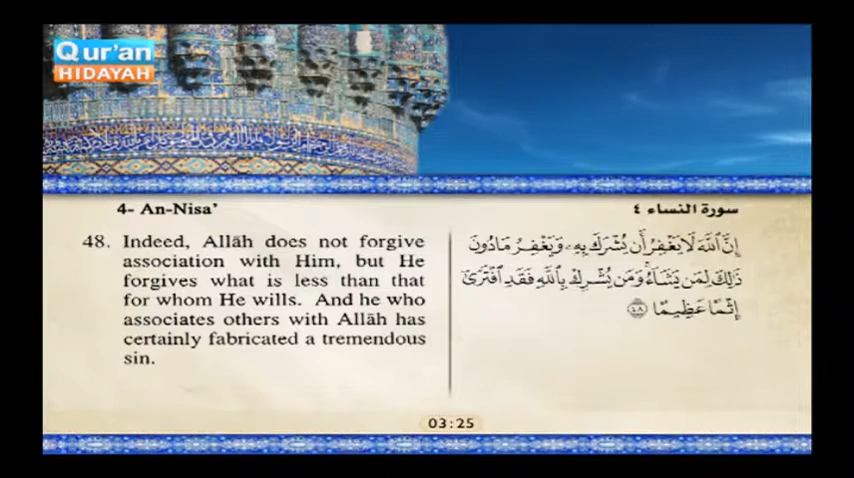 Qur'an
HIDAYAH
4- An-Nisa’
سورة النساء ٤
48. Indeed, Allāh does not forgive
association with Him, but He
forgives what is less than that
for whom He wills. And he who
associates others with Allāh has
certainly fabricated a tremendous
sin.
إِنَّ ٱللَّهَ لَا يَغْفِرُ أَن يُشْرَكَ بِهِۦ وَيَغْفِرُ مَا دُونَ
ذَٰلِكَ لِمَن يَشَآءُ وَمَن يُشْرِكْ بِٱللَّهِ فَقَدِ ٱفْتَرَىٰٓ
إِثْمًا عَظِيمًا ﴿٤٨﴾
03:25